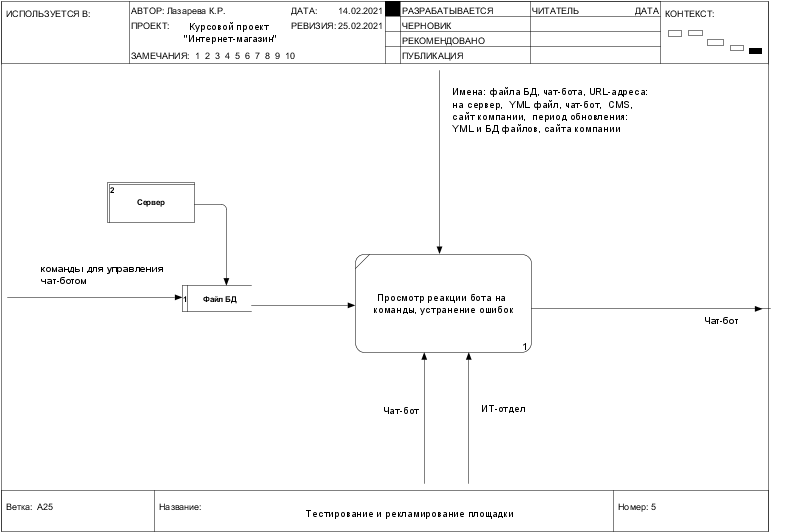 ИСПОЛЬЗУЕТСЯ В:
АВТОР: Лазарева К.Р.
ДАТА: 14.02.2021
РАЗРАБАТЫВАЕТСЯ
ЧИТАТЕЛЬ
ДАТА
КОНТЕКСТ:
ПРОЕКТ: Курсовой проект
"Интернет-магазин"
РЕВИЗИЯ: 25.02.2021
ЧЕРНОВИК
РЕКОМЕНДОВАНО
ЗАМЕЧАНИЯ: 1 2 3 4 5 6 7 8 9 10
ПУБЛИКАЦИЯ
Имена: файла БД, чат-бота, URL-адреса:
на сервер, YML файл, чат-бот, CMS,
сайт компании, период обновления:
YML и БД файлов, сайта компании
2
Сервер
команды для управления
чат-ботом
1
Файл БД
Просмотр реакции бота на
команды, устранение ошибок
1
Чат-бот
Чат-бот
ИТ-отдел
Ветка: A25
Название:
Тестирование и рекламирование площадки
Номер: 5